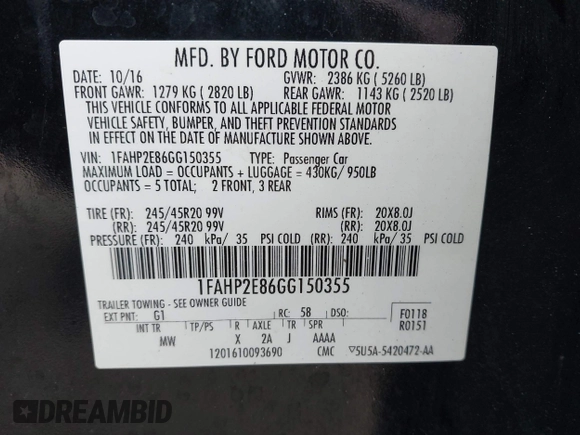 MFD. BY FORD MOTOR CO.
DATE: 10/16 GVWR: 2386 KG ( 5260 LB)
FRONT GAWR: 1279 KG ( 2820 LB) REAR GAWR: 1143 KG ( 2520 LB)
THIS VEHICLE CONFORMS TO ALL APPLICABLE FEDERAL MOTOR
VEHICLE SAFETY, BUMPER, AND THEFT PREVENTION STANDARDS
IN EFFECT ON THE DATE OF MANUFACTURE SHOWN ABOVE.
VIN: 1FAHP2E86GG150355 TYPE: Passenger Car
MAXIMUM LOAD = OCCUPANTS + LUGGAGE = 430KG/ 950LB
OCCUPANTS = 5 TOTAL; 2 FRONT, 3 REAR
TIRE (FR): 245/45R20 99V RIMS (FR): 20X8.0J
(RR): 245/45R20 99V (RR): 20X8.0J
PRESSURE (FR): 240 kPa/ 35 PSI COLD (RR): 240 kPa/ 35 PSI COLD
1FAHP2E86GG150355
TRAILER TOWING - SEE OWNER GUIDE
EXT PNT: G1 RC: 58 DSO: F0118
INT TR TP/PS R AXLE TR SPR R0151
MW X 2A J AAAA
1201610093690 CMC 5U5A-5420472-AA
DREAMBID